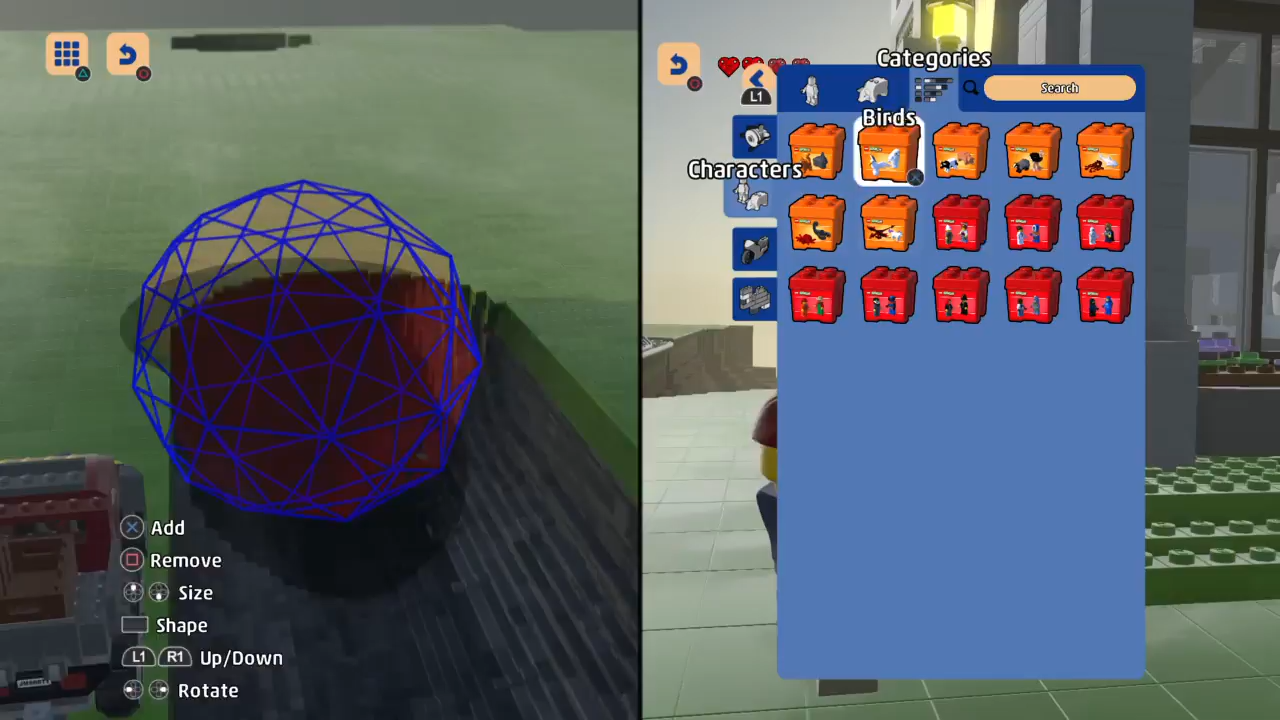 Add
Remove
Size
Shape
L1 R1 Up/Down
Rotate
Categories
L1
Search
Birds
Characters